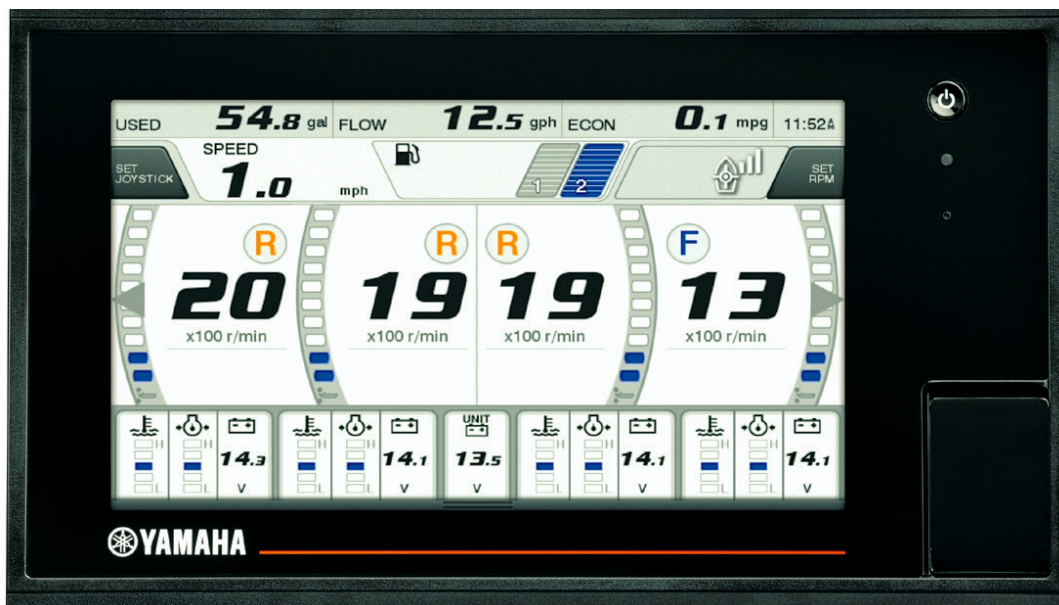 USED 54.8 gal FLOW 12.5 gph ECON 0.1 mpg 11:52A
SET JOYSTICK
SPEED
1.0 mph
1 2
SET RPM
R R R F
20 19 19 13
x100 r/min x100 r/min x100 r/min x100 r/min
UNIT
H H H H
14.3 14.1 13.5 14.1 14.1
L V L V V L V L V
YAMAHA